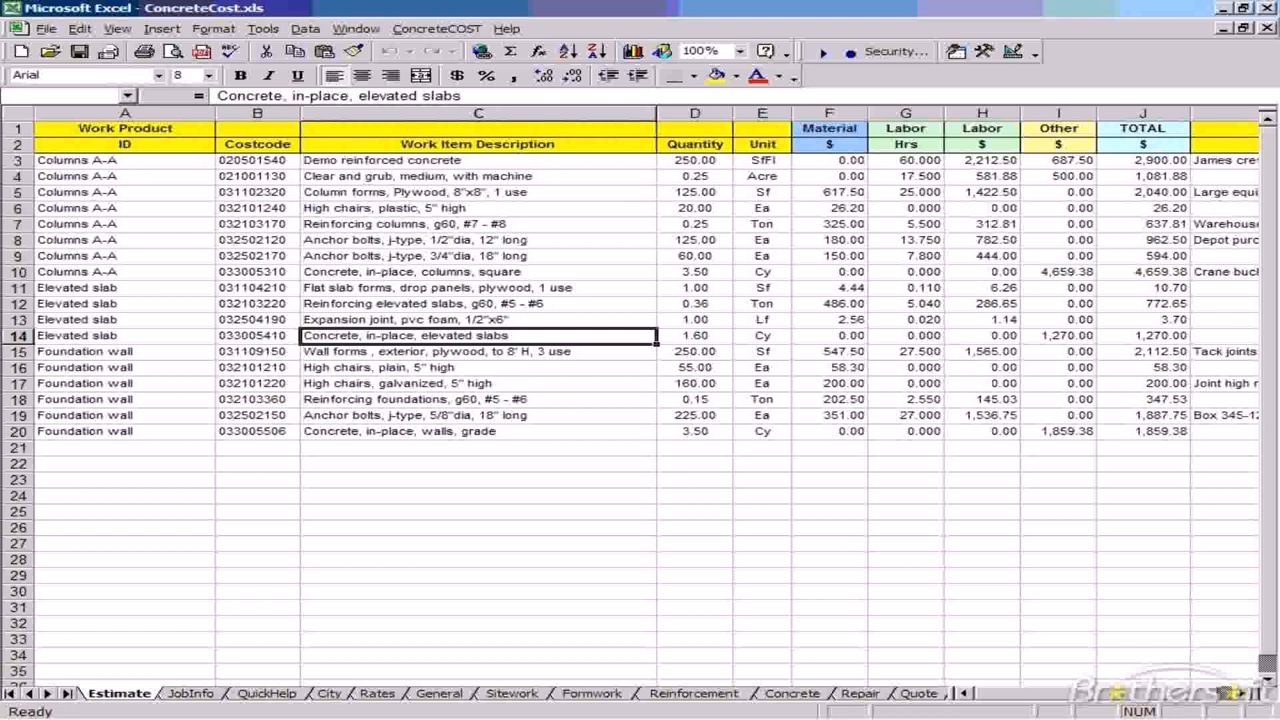 Microsoft Excel - ConcreteCost.xls
File Edit View Insert Format Tools Data Window ConcreteCOST Help
100% Security...
Arial 8 B I U $ % ,
= Concrete, in-place, elevated slabs
A B C D E F G H I J
1 Work Product Material Labor Labor Other TOTAL
2 ID Costcode Work Item Description Quantity Unit $ Hrs $ $ $
3 Columns A-A 020501540 Demo reinforced concrete 250.00 SfFl 0.00 60.000 2,212.50 687.50 2,900.00 James cre
4 Columns A-A 021001130 Clear and grub, medium, with machine 0.25 Acre 0.00 17.500 581.88 500.00 1,081.88
5 Columns A-A 031102320 Column forms, Plywood, 8"x8", 1 use 125.00 Sf 617.50 25.000 1,422.50 0.00 2,040.00 Large equi
6 Columns A-A 032101240 High chairs, plastic, 5" high 20.00 Ea 26.20 0.000 0.00 0.00 26.20
7 Columns A-A 032103170 Reinforcing columns, g60, #7 - #8 0.25 Ton 325.00 5.500 312.81 0.00 637.81 Warehouse
8 Columns A-A 032502120 Anchor bolts, j-type, 1/2"dia, 12" long 125.00 Ea 180.00 13.750 782.50 0.00 962.50 Depot purc
9 Columns A-A 032502170 Anchor bolts, j-type, 3/4"dia, 18" long 60.00 Ea 150.00 7.800 444.00 0.00 594.00
10 Columns A-A 033005310 Concrete, in-place, columns, square 3.50 Cy 0.00 0.000 0.00 4,659.38 4,659.38 Crane buc
11 Elevated slab 031104210 Flat slab forms, drop panels, plywood, 1 use 1.00 Sf 4.44 0.110 6.26 0.00 10.70
12 Elevated slab 032103220 Reinforcing elevated slabs, g60, #5 - #6 0.36 Ton 486.00 5.040 286.65 0.00 772.65
13 Elevated slab 032504190 Expansion joint, pvc foam, 1/2"x6" 1.00 Lf 2.56 0.020 1.14 0.00 3.70
14 Elevated slab 033005410 Concrete, in-place, elevated slabs 1.60 Cy 0.00 0.000 0.00 1,270.00 1,270.00
15 Foundation wall 031109150 Wall forms , exterior, plywood, to 8' H, 3 use 250.00 Sf 547.50 27.500 1,565.00 0.00 2,112.50 Tack joints
16 Foundation wall 032101210 High chairs, plain, 5" high 55.00 Ea 58.30 0.000 0.00 0.00 58.30
17 Foundation wall 032101220 High chairs, galvanized, 5" high 160.00 Ea 200.00 0.000 0.00 0.00 200.00 Joint high r
18 Foundation wall 032103360 Reinforcing foundations, g60, #5 - #6 0.15 Ton 202.50 2.550 145.03 0.00 347.53
19 Foundation wall 032502150 Anchor bolts, j-type, 5/8"dia, 18" long 225.00 Ea 351.00 27.000 1,536.75 0.00 1,887.75 Box 345-12
20 Foundation wall 033005506 Concrete, in-place, walls, grade 3.50 Cy 0.00 0.000 0.00 1,859.38 1,859.38
21
22
23
24
25
26
27
28
29
30
31
32
33
34
35
Estimate JobInfo QuickHelp City Rates General Sitework Formwork Reinforcement Concrete Repair Quote
Brothersoft
Ready NUM